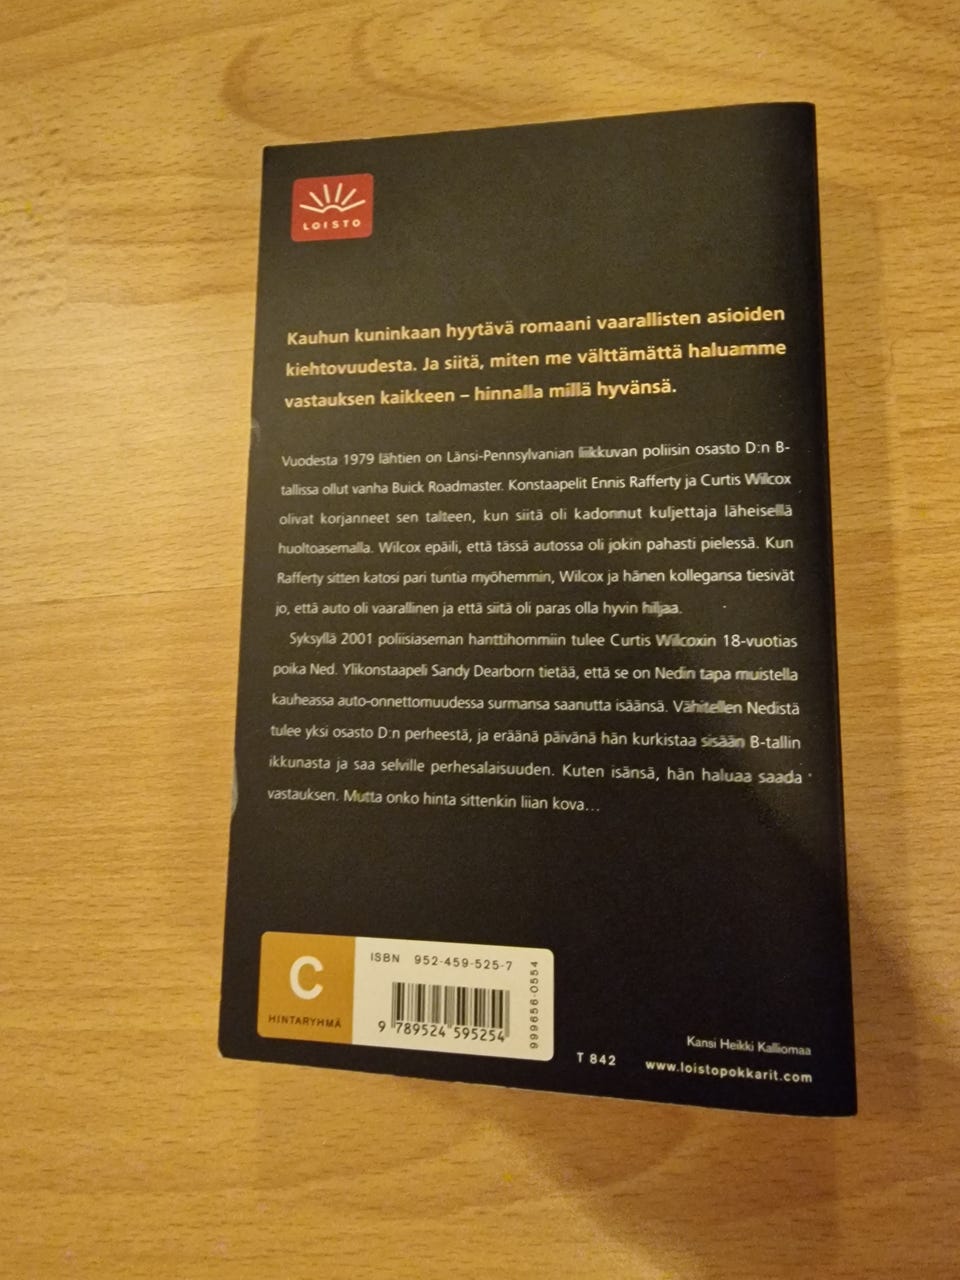 LOISTO
Kauhun kuninkaan hyytävä romaani vaarallisten asioiden
kiehtovuudesta. Ja siitä, miten me välttämättä haluamme
vastauksen kaikkeen – hinnalla millä hyvänsä.
Vuodesta 1979 lähtien on Länsi-Pennsylvanian liikkuvan poliisin osasto D:n B-
tallissa ollut vanha Buick Roadmaster. Konstaapelit Ennis Rafferty ja Curtis Wilcox
olivat korjanneet sen talteen, kun siitä oli kadonnut kuljettaja läheisellä
huoltoasemalla. Wilcox epäili, että tässä autossa oli jokin pahasti pielessä. Kun
Rafferty sitten katosi pari tuntia myöhemmin, Wilcox ja hänen kollegansa tiesivät
jo, että auto oli vaarallinen ja että siitä oli paras olla hyvin hiljaa.
Syksyllä 2001 poliisiaseman hanttihommiin tulee Curtis Wilcoxin 18-vuotias
poika Ned. Ylikonstaapeli Sandy Dearborn tietää, että se on Nedin tapa muistella
kauheassa auto-onnettomuudessa surmansa saanutta isäänsä. Vähitellen Nedistä
tulee yksi osasto D:n perheestä, ja eräänä päivänä hän kurkistaa sisään B-tallin
ikkunasta ja saa selville perhesalaisuuden. Kuten isänsä, hän haluaa saada
vastauksen. Mutta onko hinta sittenkin liian kova…
C
HINTARYHMÄ
ISBN 952-459-525-7
9 789524 595254
999656-0554
T 842
Kansi Heikki Kalliomaa
www.loistopokkarit.com